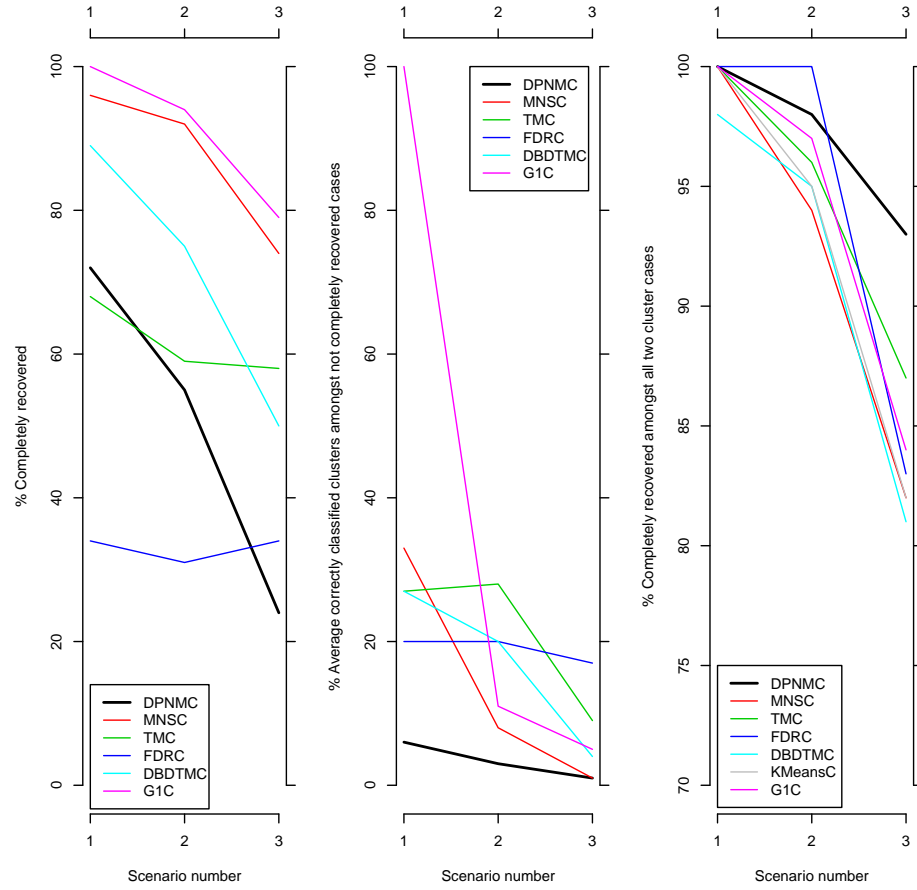 1 2 3
1 2 3
% Completely recovered
0 20 40 60 80 100
DPNMC
MNSC
TMC
FDRC
DBDTMC
G1C
1 2 3
Scenario number
1 2 3
1 2 3
% Average correctly classified clusters amongst not completely recovered cases
0 20 40 60 80 100
DPNMC
MNSC
TMC
FDRC
DBDTMC
G1C
Scenario number
1 2 3
% Completely recovered amongst all two cluster cases
70 75 80 85 90 95 100
DPNMC
MNSC
TMC
FDRC
DBDTMC
KMeansC
G1C
1 2 3
Scenario number